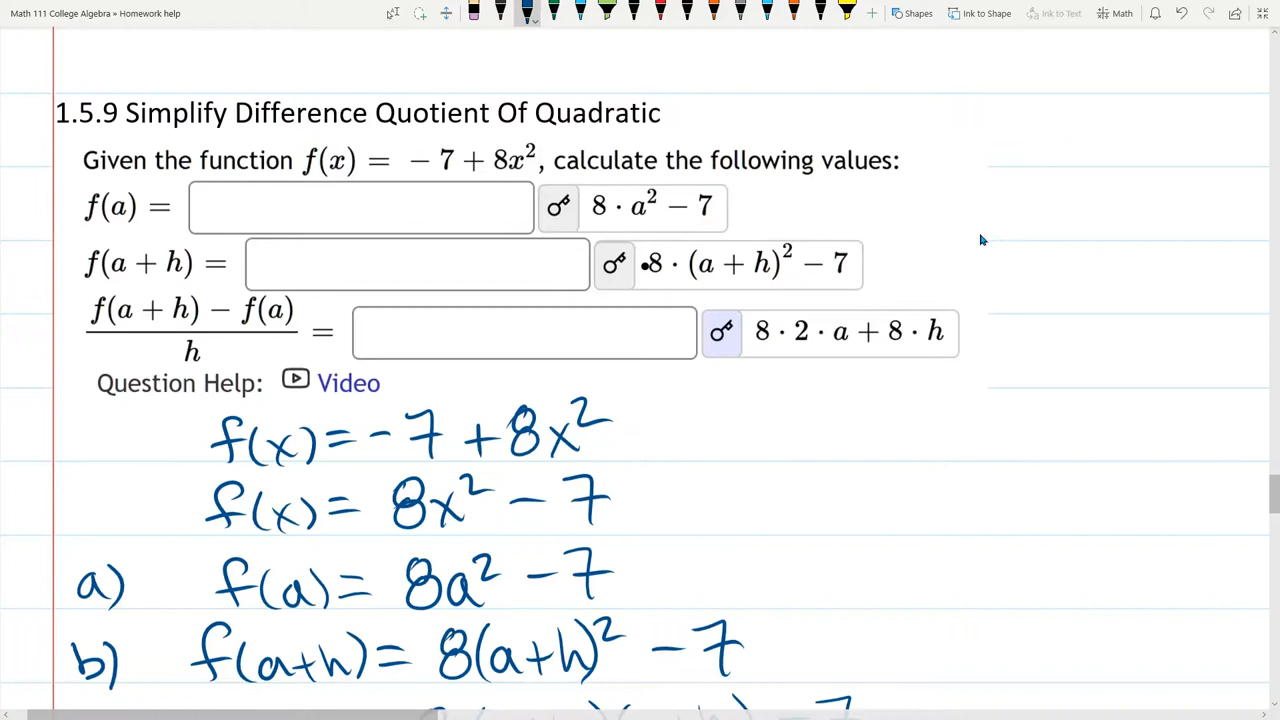 Math 111 College Algebra » Homework help
Shapes Ink to Shape Ink to Text Math
1.5.9 Simplify Difference Quotient Of Quadratic
Given the function f(x) = − 7 + 8x², calculate the following values:
f(a) = 8 · a² − 7
f(a + h) = •8 · (a + h)² − 7
f(a + h) − f(a)
h
= 8 · 2 · a + 8 · h
Question Help: Video
f(x) = -7 + 8x²
f(x) = 8x² - 7
a) f(a) = 8a² - 7
b) f(a+h) = 8(a+h)² - 7